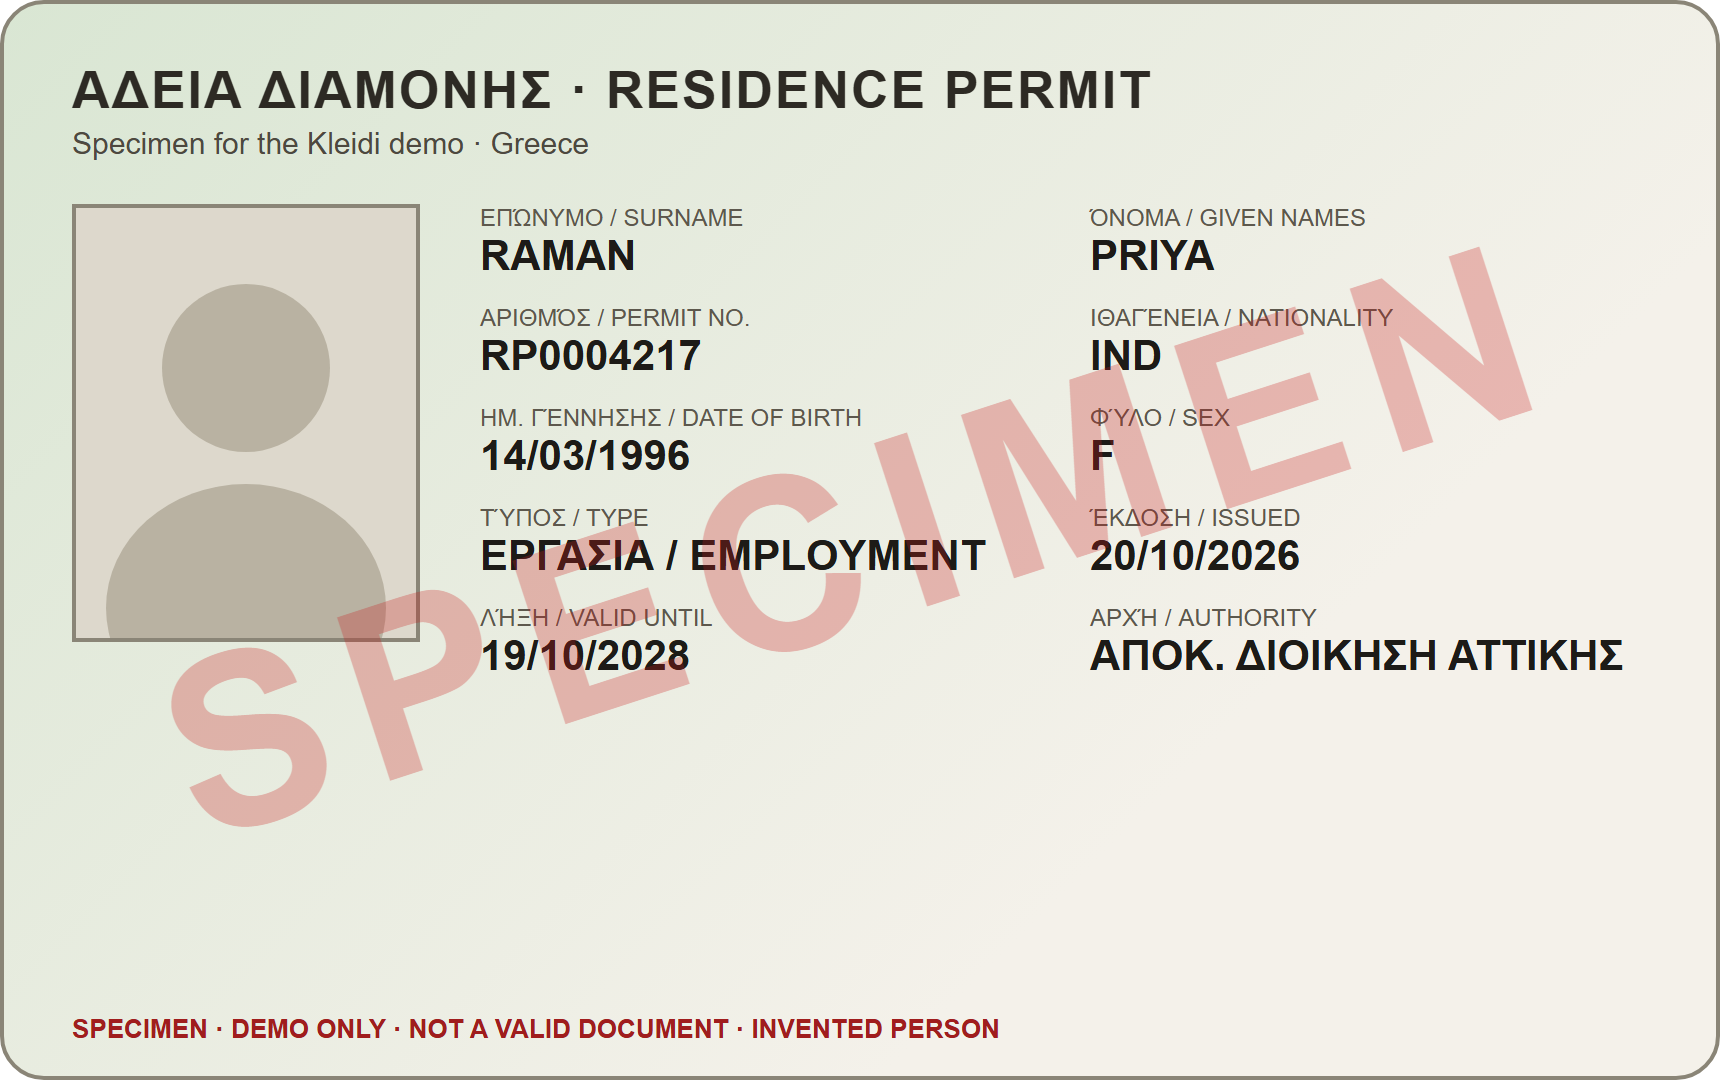 ΑΔΕΙΑ ΔΙΑΜΟΝΗΣ · RESIDENCE PERMIT
Specimen for the Kleidi demo · Greece
ΕΠΏΝΥΜΟ / SURNAME
RAMAN
ΌΝΟΜΑ / GIVEN NAMES
PRIYA
ΑΡΙΘΜΌΣ / PERMIT NO.
RP0004217
ΙΘΑΓΈΝΕΙΑ / NATIONALITY
IND
ΗΜ. ΓΈΝΝΗΣΗΣ / DATE OF BIRTH
14/03/1996
ΦΎΛΟ / SEX
F
ΤΎΠΟΣ / TYPE
ΕΡΓΑΣΙΑ / EMPLOYMENT
ΈΚΔΟΣΗ / ISSUED
20/10/2026
ΛΉΞΗ / VALID UNTIL
19/10/2028
ΑΡΧΉ / AUTHORITY
ΑΠΟΚ. ΔΙΟΙΚΗΣΗ ΑΤΤΙΚΗΣ
SPECIMEN
SPECIMEN · DEMO ONLY · NOT A VALID DOCUMENT · INVENTED PERSON